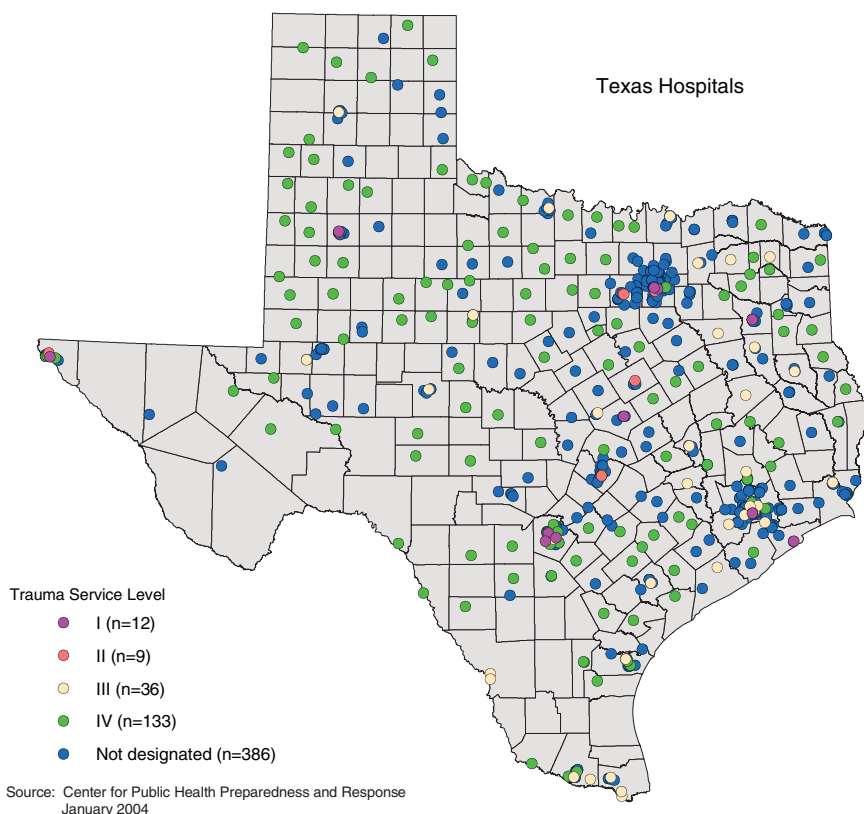 Texas Hospitals
Trauma Service Level
I (n=12)
II (n=9)
III (n=36)
IV (n=133)
Not designated (n=386)
Source: Center for Public Health Preparedness and Response
January 2004